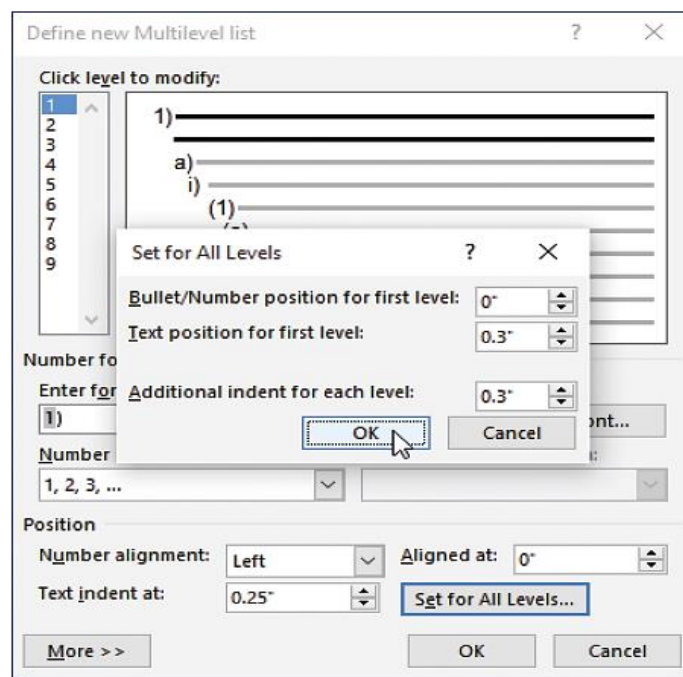 Define new Multilevel list ? ×
Click level to modify:
1
2
3
4
5
6
7
8
9
1)
a)
i)
(1)
Set for All Levels ? ×
Bullet/Number position for first level: 0"
Text position for first level: 0.3"
Additional indent for each level: 0.3"
OK Cancel
Number fo
Enter for
1)
ont...
Number
1, 2, 3, ...
Position
Number alignment: Left Aligned at: 0"
Text indent at: 0.25" Set for All Levels...
More >> OK Cancel